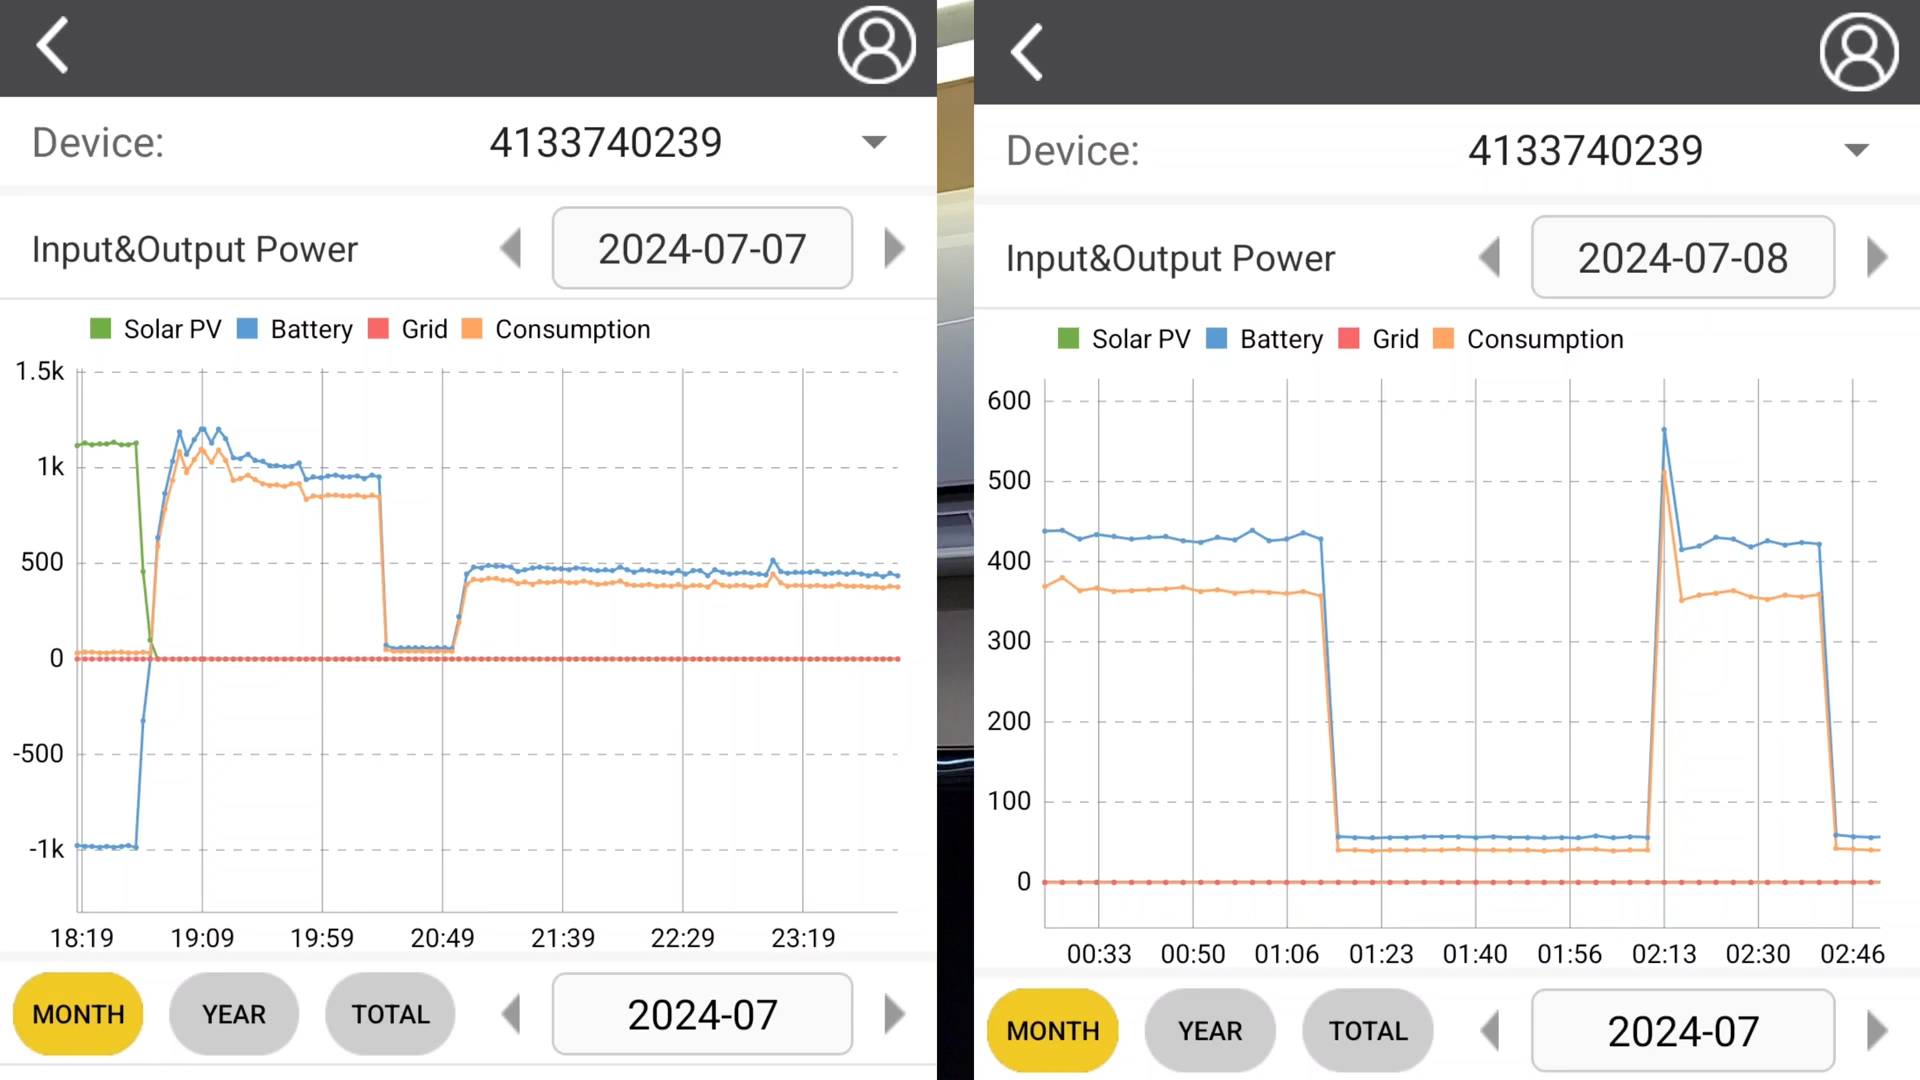 Device: 4133740239
Input&Output Power 2024-07-07
Solar PV Battery Grid Consumption
1.5k
1k
500
0
-500
-1k
18:19 19:09 19:59 20:49 21:39 22:29 23:19
MONTH YEAR TOTAL 2024-07
Device: 4133740239
Input&Output Power 2024-07-08
Solar PV Battery Grid Consumption
600
500
400
300
200
100
0
00:33 00:50 01:06 01:23 01:40 01:56 02:13 02:30 02:46
MONTH YEAR TOTAL 2024-07